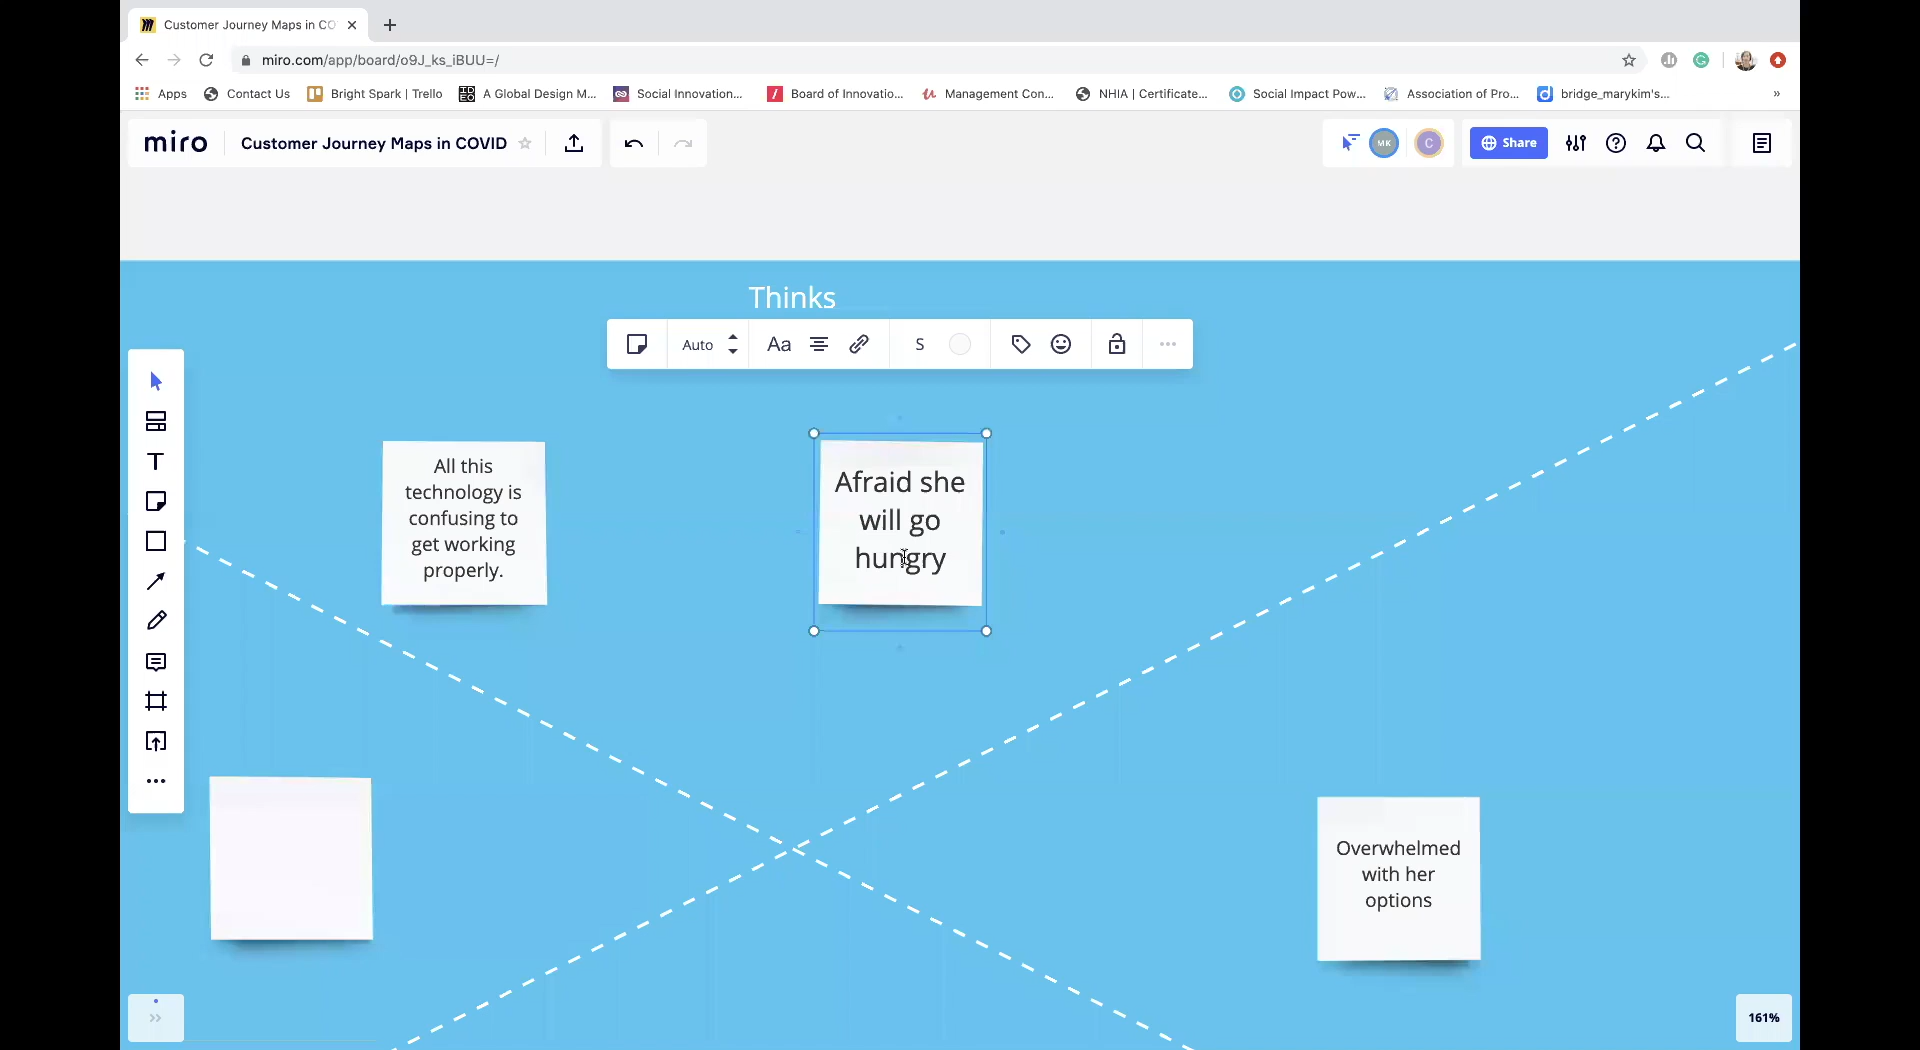 Customer Journey Maps in CO
miro.com/app/board/o9J_ks_iBUU=/
Apps
Contact Us
Bright Spark | Trello
A Global Design M...
Social Innovation...
Board of Innovatio...
Management Con...
NHIA | Certificate...
Social Impact Pow...
Association of Pro...
bridge_marykim's...
»
miro
Customer Journey Maps in COVID
MK
C
Share
Thinks
Auto
Aa
S
All this
technology is
confusing to
get working
properly.
Afraid she
will go
hungry
T
Overwhelmed
with her
options
161%